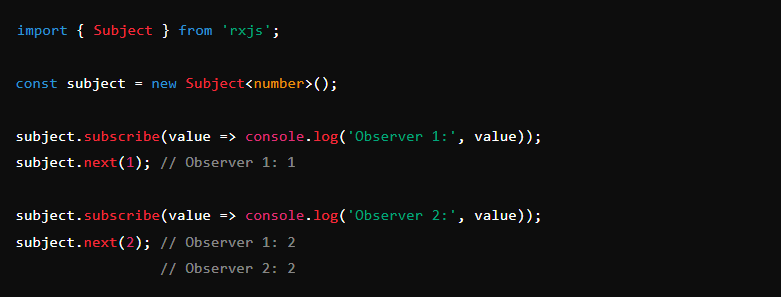 import { Subject } from 'rxjs';
const subject = new Subject<number>();
subject.subscribe(value => console.log('Observer 1:', value));
subject.next(1); // Observer 1: 1
subject.subscribe(value => console.log('Observer 2:', value));
subject.next(2); // Observer 1: 2
// Observer 2: 2